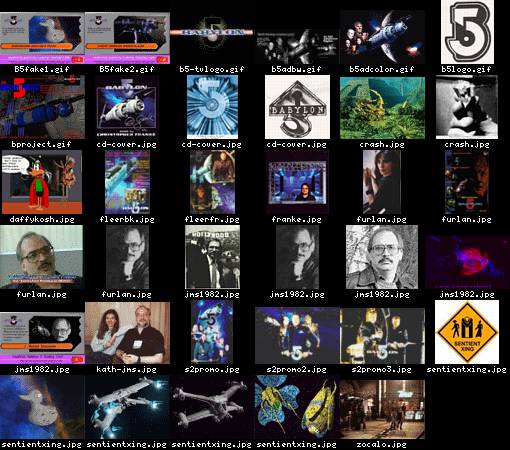 B5fake1.gif
B5fake2.gif
b5-tvlogo.gif
b5adbw.gif
b5adcolor.gif
b5logo.gif
BABYLON
5
bproject.gif
cd-cover.jpg
cd-cover.jpg
cd-cover.jpg
crash.jpg
crash.jpg
BABYLON
CHRISTOPHER FRANKE
BABYLON
5
daffykosh.jpg
fleerbk.jpg
fleerfr.jpg
franke.jpg
furlan.jpg
furlan.jpg
furlan.jpg
furlan.jpg
jms1982.jpg
jms1982.jpg
jms1982.jpg
jms1982.jpg
HOLLYWOOD
jms1982.jpg
kath-jms.jpg
s2promo.jpg
s2promo2.jpg
s2promo3.jpg
sentientxing.jpg
SENTIENT
XING
sentientxing.jpg
sentientxing.jpg
sentientxing.jpg
sentientxing.jpg
zocalo.jpg